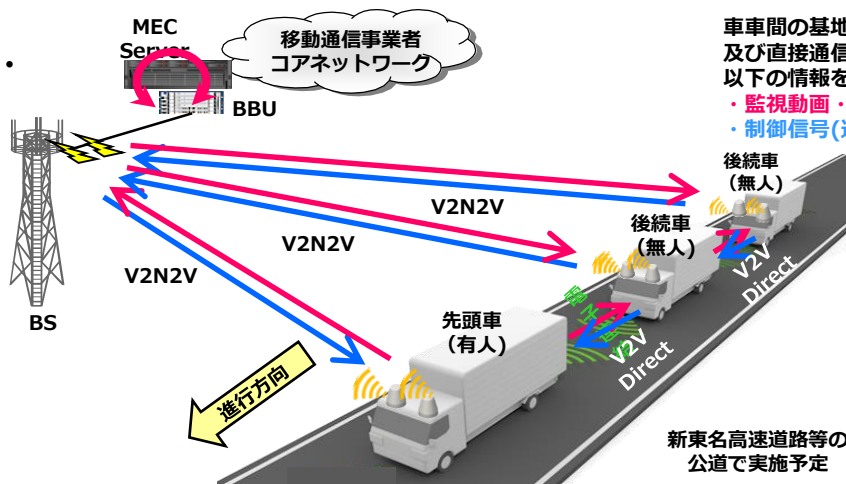 MEC
Server
移動通信事業者
コアネットワーク
BBU
車車間の基地
及び直接通信
以下の情報を
・監視動画・
・制御信号(
後続車
(無人)
V2N2V
後続車
(無人)
V2N2V
V2N2V
V2V
Direct
BS
先頭車
(有人)
電子連結
V2V
Direct
進行方向
新東名高速道路等の
公道で実施予定